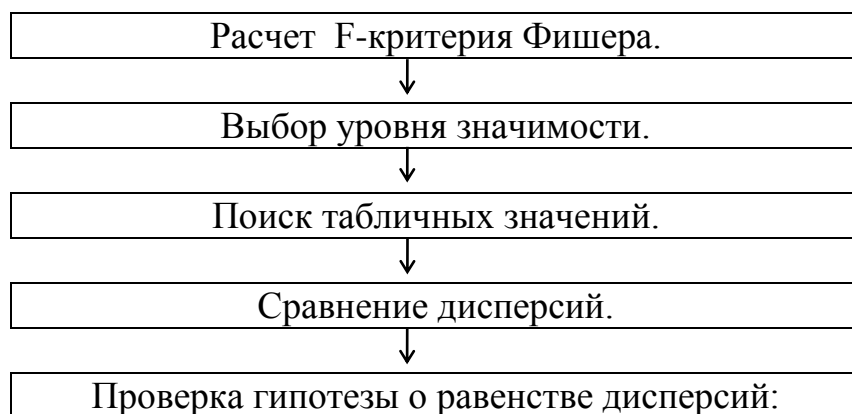 Расчет F-критерия Фишера.
Выбор уровня значимости.
Поиск табличных значений.
Сравнение дисперсий.
Проверка гипотезы о равенстве дисперсий: